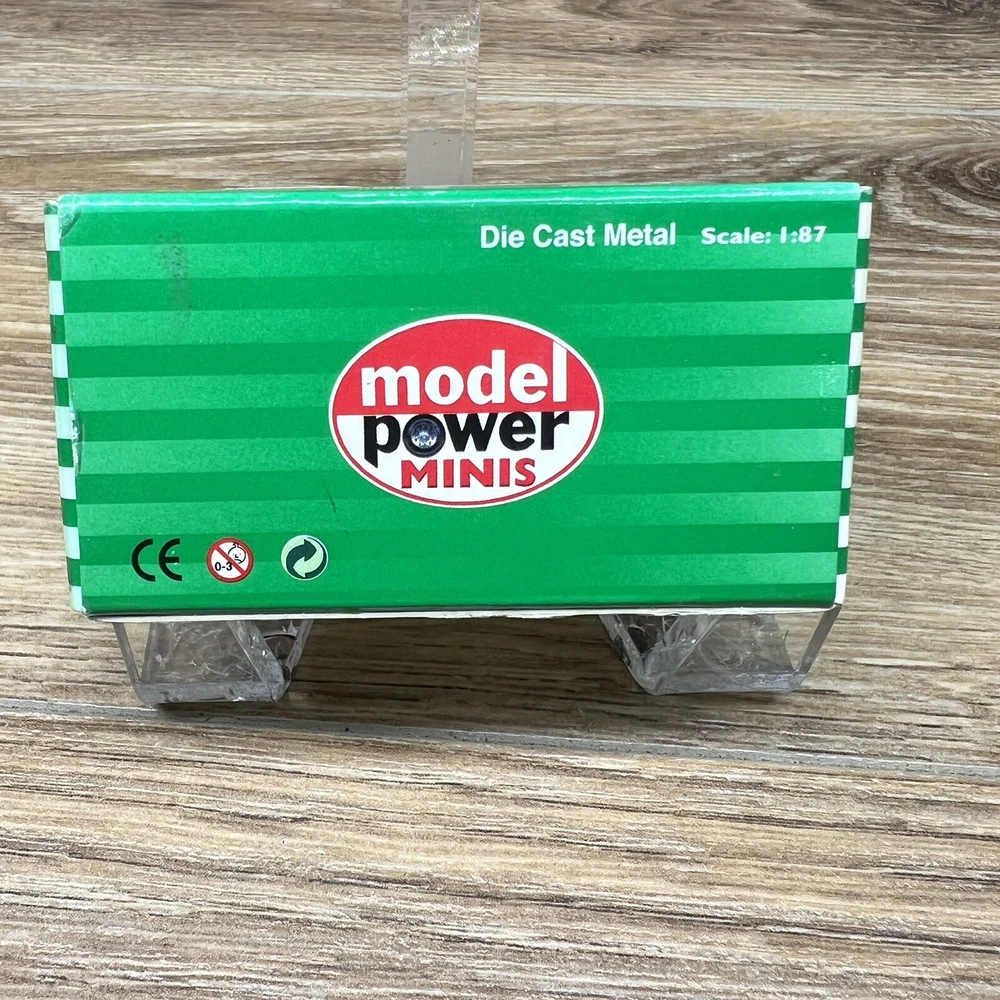 Die Cast Metal Scale: 1:87
model
power
MINIS
CE 0-3